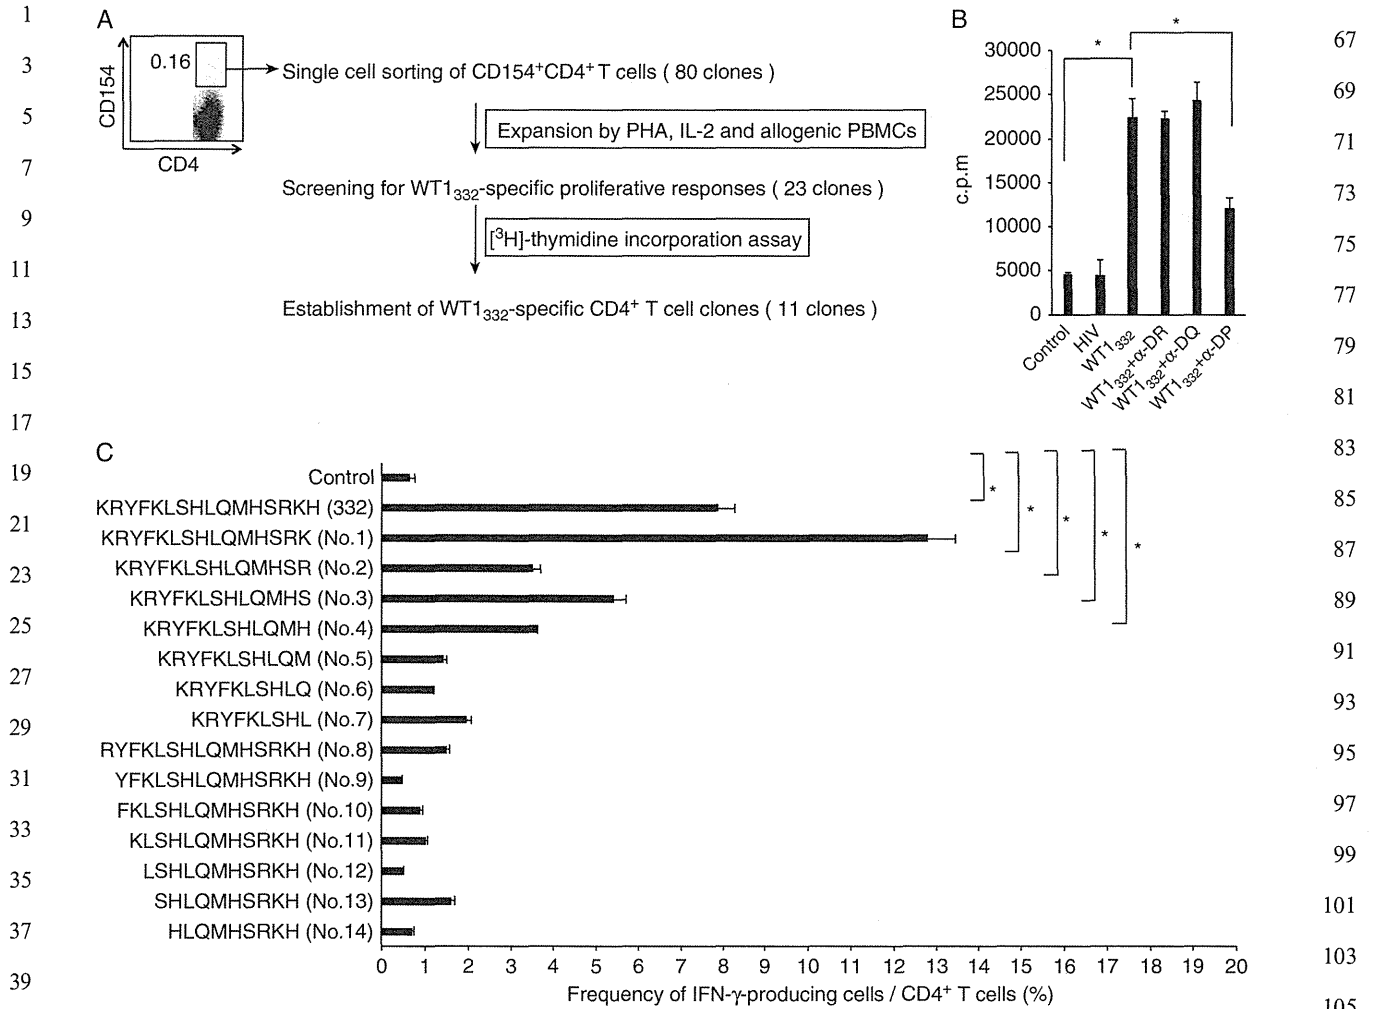 A
CD154
0.16
CD4
Single cell sorting of CD154+CD4+ T cells ( 80 clones )
Expansion by PHA, IL-2 and allogenic PBMCs
Screening for WT1332-specific proliferative responses ( 23 clones )
[3H]-thymidine incorporation assay
Establishment of WT1332-specific CD4+ T cell clones ( 11 clones )
B
*
*
c.p.m
30000
25000
20000
15000
10000
5000
0
Control
HIV
WT1332
WT1332+α-DR
WT1332+α-DQ
WT1332+α-DP
C
Control
KRYFKLSHLQMHSRKH (332)
KRYFKLSHLQMHSRK (No.1)
KRYFKLSHLQMHSR (No.2)
KRYFKLSHLQMHS (No.3)
KRYFKLSHLQMH (No.4)
KRYFKLSHLQM (No.5)
KRYFKLSHLQ (No.6)
KRYFKLSHL (No.7)
RYFKLSHLQMHSRKH (No.8)
YFKLSHLQMHSRKH (No.9)
FKLSHLQMHSRKH (No.10)
KLSHLQMHSRKH (No.11)
LSHLQMHSRKH (No.12)
SHLQMHSRKH (No.13)
HLQMHSRKH (No.14)
*
*
*
*
*
0 1 2 3 4 5 6 7 8 9 10 11 12 13 14 15 16 17 18 19 20
Frequency of IFN-γ-producing cells / CD4+ T cells (%)
1
3
5
7
9
11
13
15
17
19
21
23
25
27
29
31
33
35
37
39
67
69
71
73
75
77
79
81
83
85
87
89
91
93
95
97
99
101
103
105